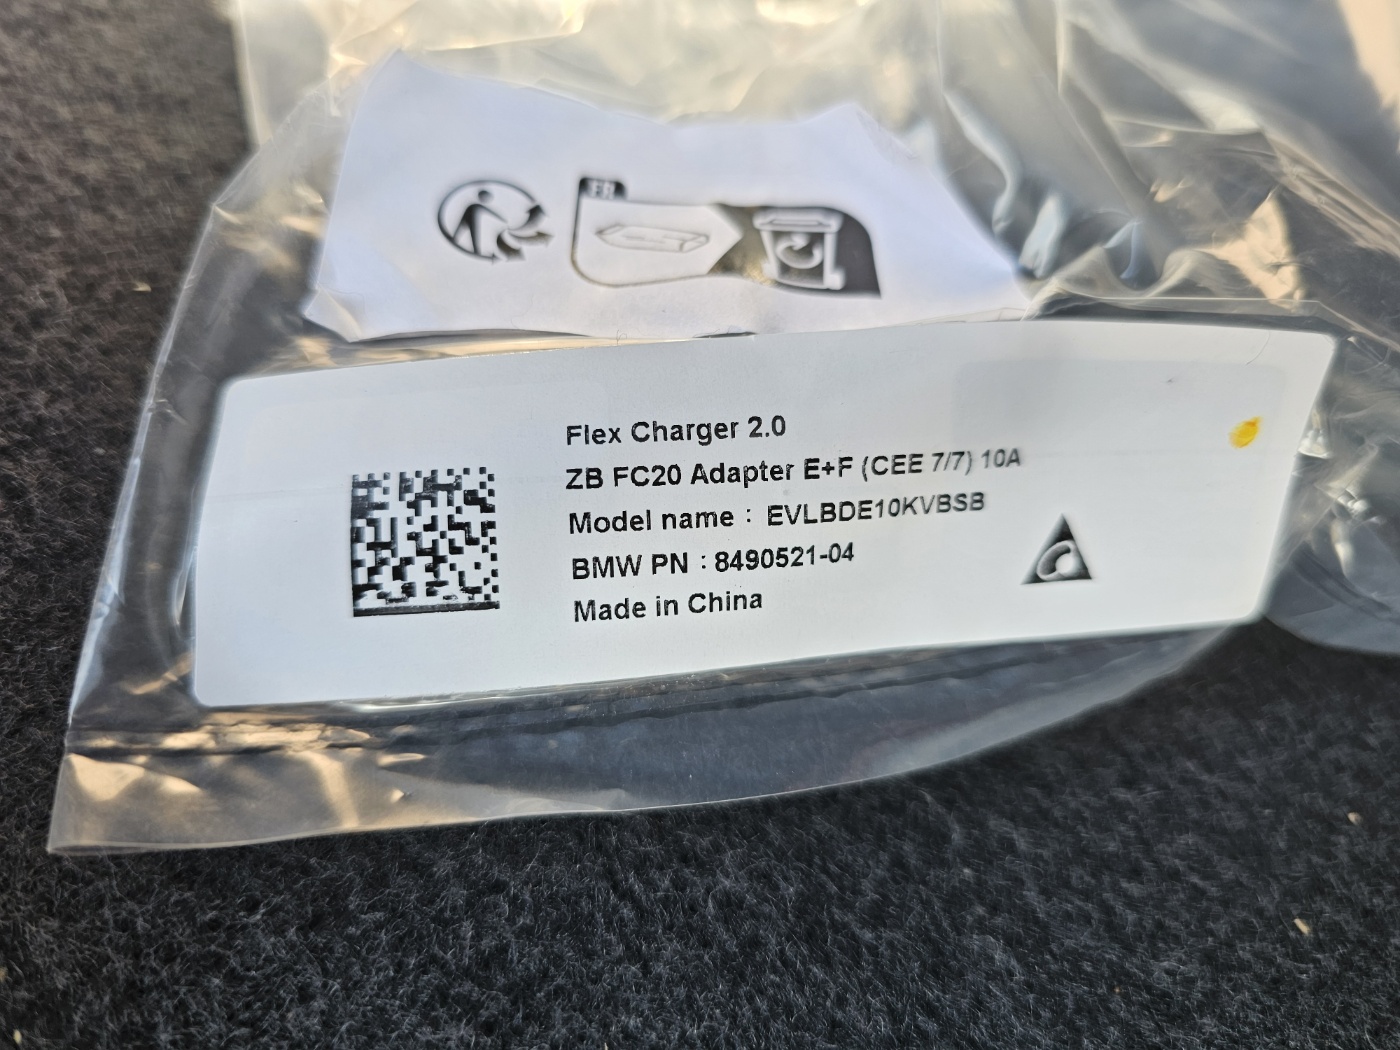 FR
Flex Charger 2.0
ZB FC20 Adapter E+F (CEE 7/7) 10A
Model name : EVLBDE10KVBSB
BMW PN : 8490521-04
Made in China